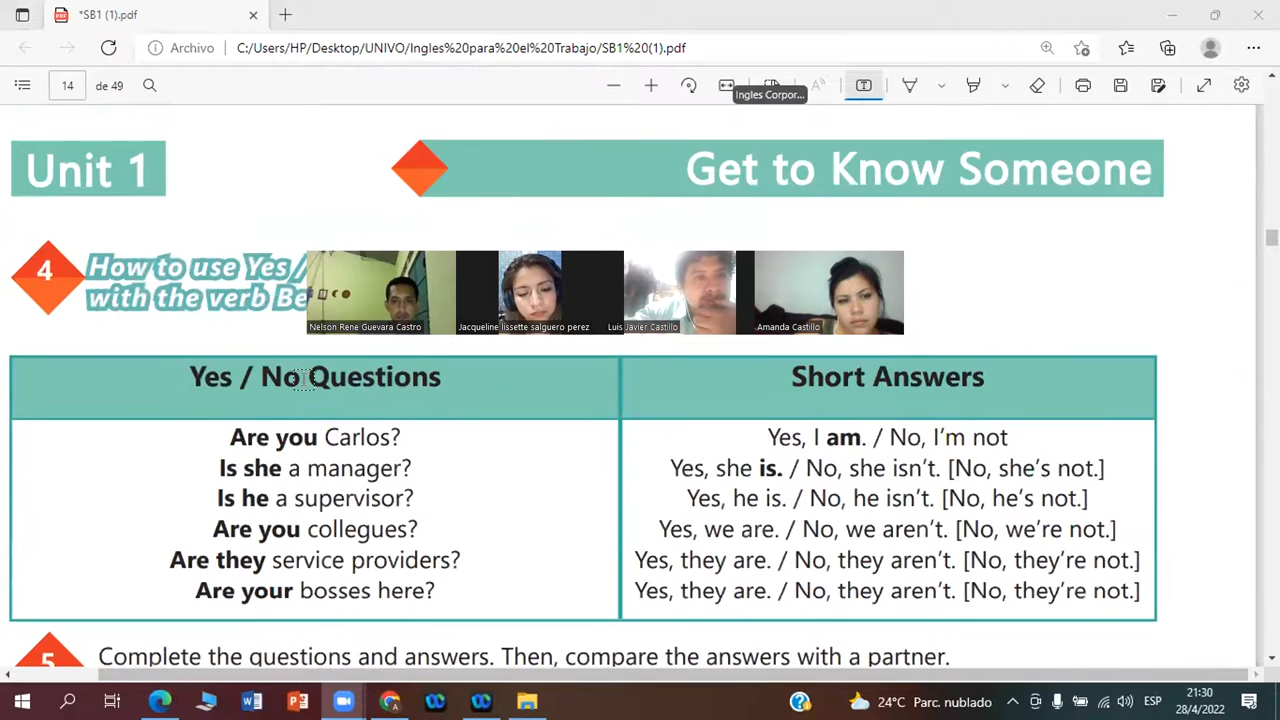 *SB1 (1).pdf
Archivo
C:/Users/HP/Desktop/UNIVO/Ingles%20para%20el%20Trabajo/SB1%20(1).pdf
14 de 49
Ingles Corpor...
Unit 1
Get to Know Someone
4
How to use Yes /
with the verb Be
Nelson Rene Guevara Castro
Jacqueline lissette salguero perez
Luis Javier Castillo
Amanda Castillo
Yes / No Questions
Short Answers
Are you Carlos?
Yes, I am. / No, I'm not
Is she a manager?
Yes, she is. / No, she isn't. [No, she's not.]
Is he a supervisor?
Yes, he is. / No, he isn't. [No, he's not.]
Are you collegues?
Yes, we are. / No, we aren't. [No, we're not.]
Are they service providers?
Yes, they are. / No, they aren't. [No, they're not.]
Are your bosses here?
Yes, they are. / No, they aren't. [No, they're not.]
5
Complete the questions and answers. Then, compare the answers with a partner.
24°C Parc. nublado
ESP
21:30
28/4/2022